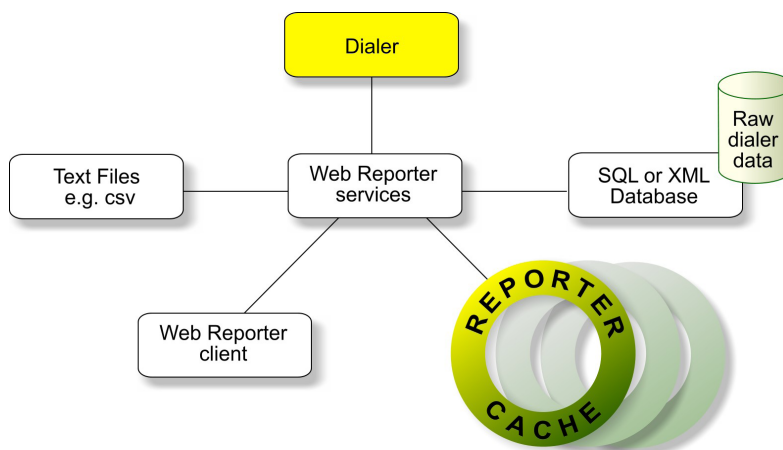 Dialer
Raw
dialer
data
Text Files
e.g. csv
Web Reporter
services
SQL or XML
Database
Web Reporter
client
REPORTER
CACHE